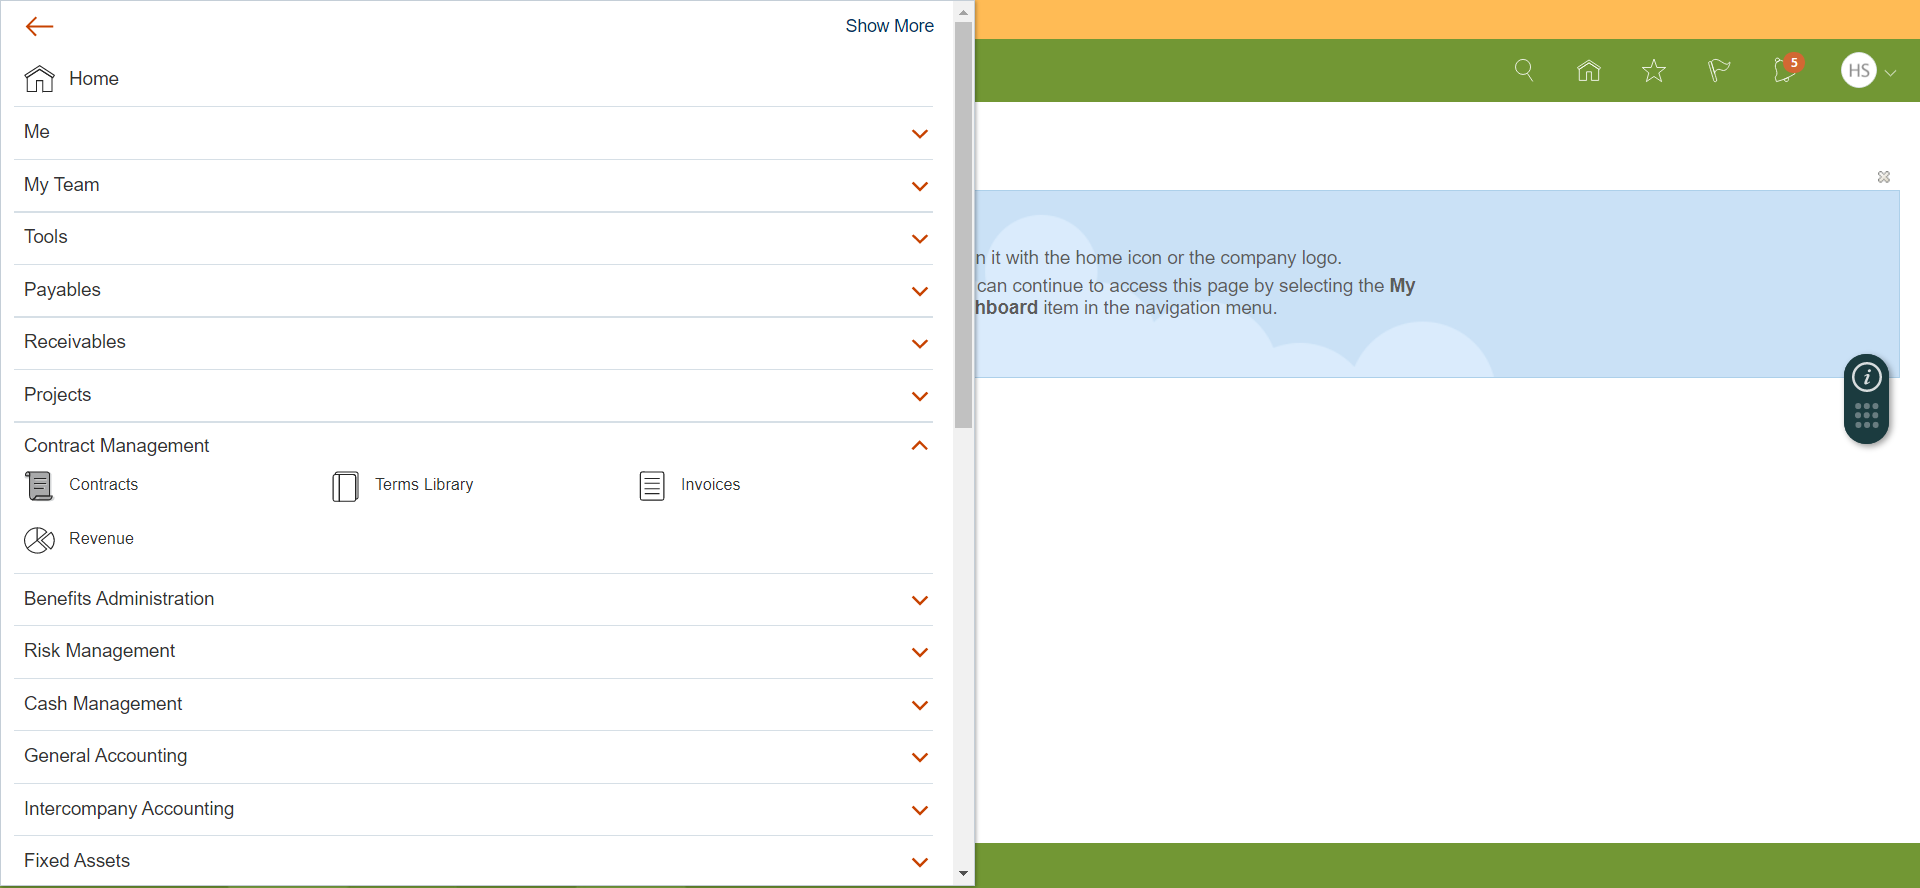 Show More
Home
Me
My Team
Tools
Payables
Receivables
Projects
Contract Management
Contracts
Terms Library
Invoices
Revenue
Benefits Administration
Risk Management
Cash Management
General Accounting
Intercompany Accounting
Fixed Assets
5
HS
n it with the home icon or the company logo.
can continue to access this page by selecting the My
hboard item in the navigation menu.
i